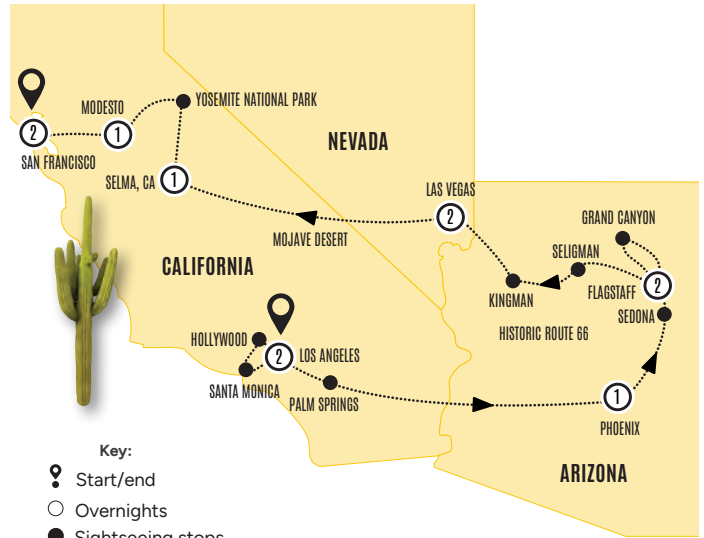 YOSEMITE NATIONAL PARK
MODESTO
2
1
SAN FRANCISCO
NEVADA
SELMA, CA
1
LAS VEGAS
2
MOJAVE DESERT
GRAND CANYON
SELIGMAN
CALIFORNIA
KINGMAN
FLAGSTAFF
2
SEDONA
HISTORIC ROUTE 66
HOLLYWOOD
2
LOS ANGELES
SANTA MONICA
PALM SPRINGS
1
PHOENIX
ARIZONA
Key:
Start/end
Overnights
Sightseeing stops